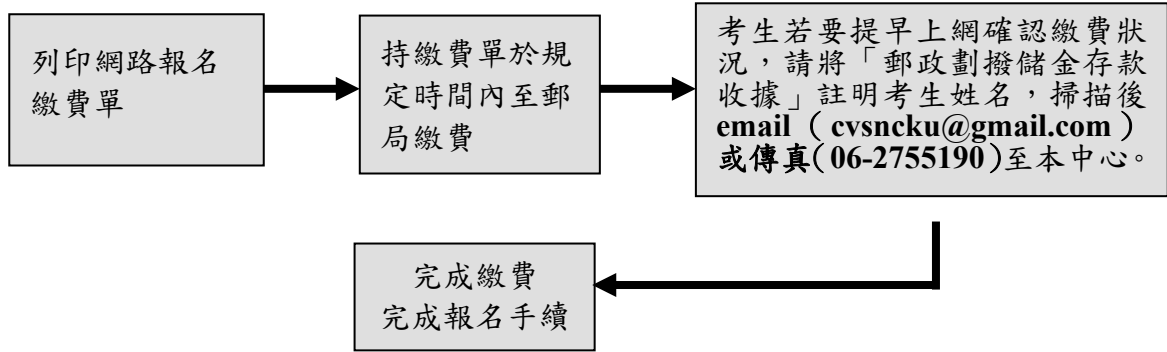 列印網路報名
繳費單
持繳費單於規
定時間內至郵
局繳費
考生若要提早上網確認繳費狀
況，請將「郵政劃撥儲金存款
收據」註明考生姓名，掃描後
email（cvsncku@gmail.com）
或傳真(06-2755190)至本中心。
完成繳費
完成報名手續